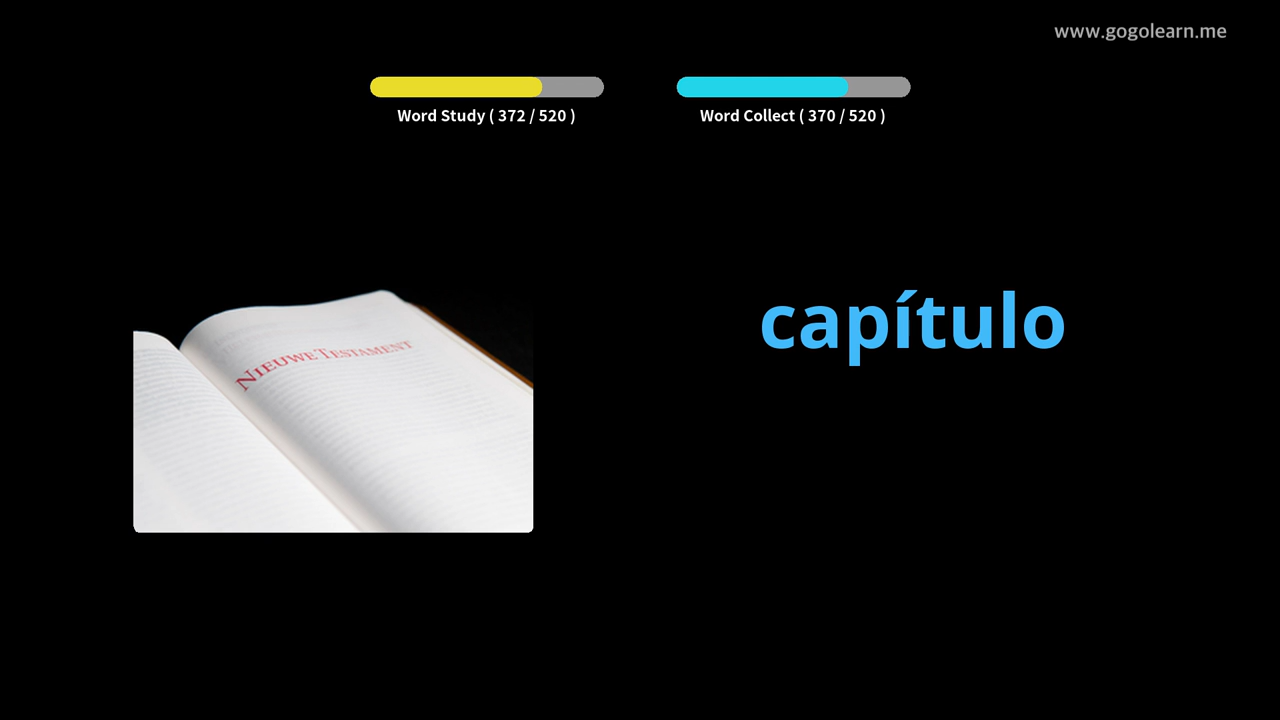 www.gogolearn.me
Word Study ( 372 / 520 )
Word Collect ( 370 / 520 )
NIEUWE TESTAMENT
capítulo